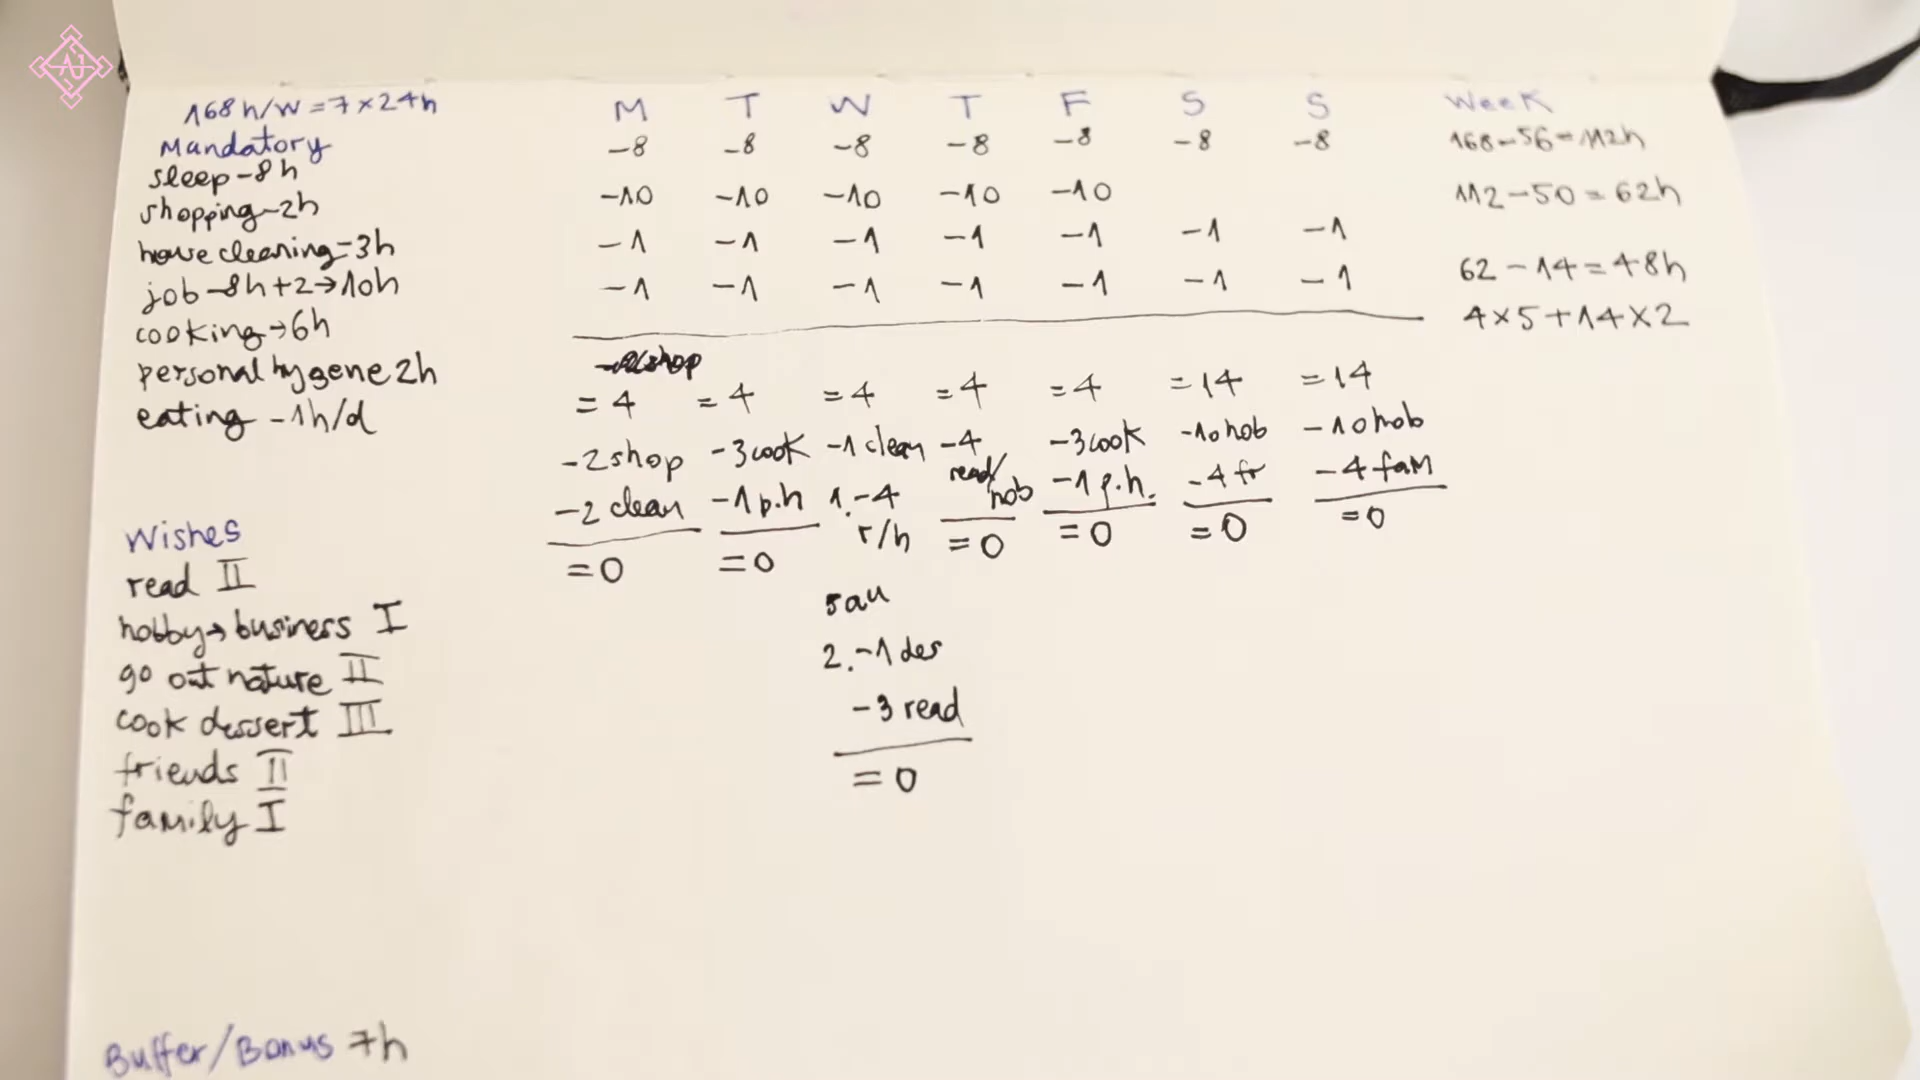 168h/W=7×24h
Mandatory
sleep-8h
shopping-2h
house cleaning-3h
job-8h+2→10h
cooking→6h
personal hygene 2h
eating -1h/d
Wishes
read II
hobby→business I
go out nature II
cook dessert III
friends II
family I
Buffer/Bonus 7h
M T W T F S S Week
-8 -8 -8 -8 -8 -8 -8 168-56=112h
-10 -10 -10 -10 -10 112-50=62h
-1 -1 -1 -1 -1 -1 -1
-1 -1 -1 -1 -1 -1 -1 62-14=48h
4×5+14×2
=4 =4 =4 =4 =4 =14 =14
-2 shop -3 cook -1 clean -4 -3 cook -10 hob -10 hob
read/
hob
-2 clean -1 p.h 1.-4 -1 p.h. -4 fr -4 fam
r/h
=0 =0 =0 =0 =0 =0
2.-1 des
-3 read
=0
AJ